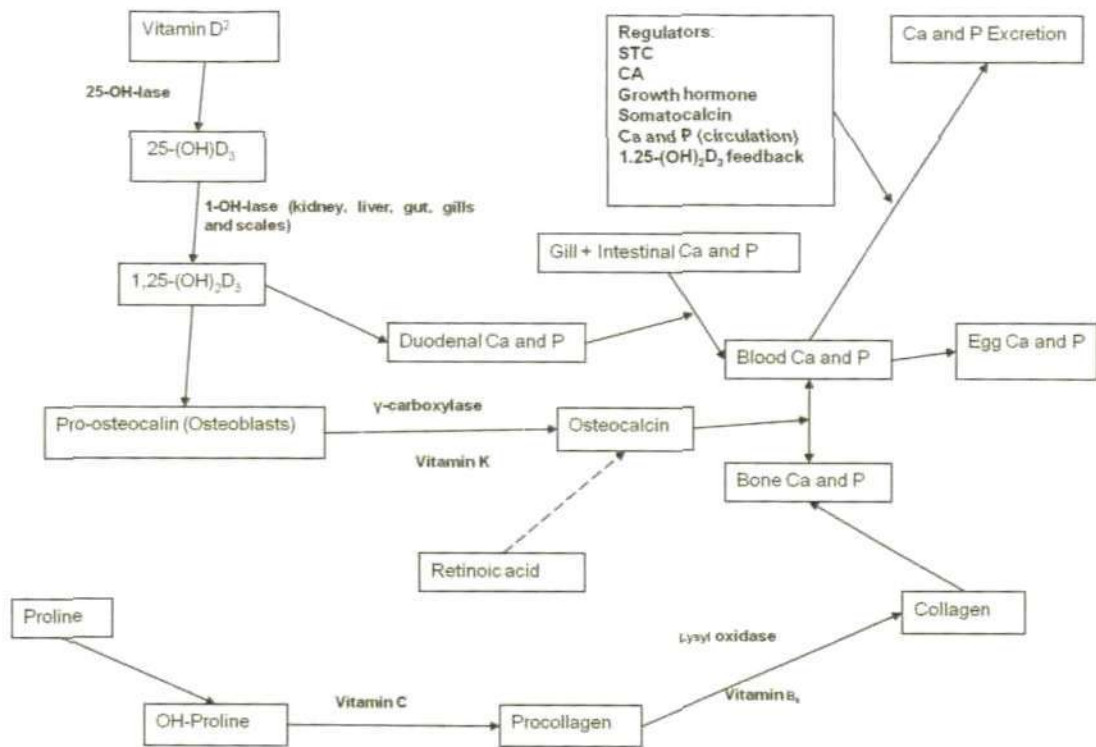 Vitamin D²
25-OH-lase
25-(OH)D₃
1-OH-lase (kidney, liver, gut, gills
and scales)
1,25-(OH)₂D₃
Regulators:
STC
CA
Growth hormone
Somatocalcin
Ca and P (circulation)
1.25-(OH)₂D₃ feedback
Ca and P Excretion
Gill + Intestinal Ca and P
Duodenal Ca and P
Blood Ca and P
Egg Ca and P
Pro-osteocalin (Osteoblasts)
γ-carboxylase
Vitamin K
Osteocalcin
Bone Ca and P
Retinoic acid
Proline
Collagen
Lysyl oxidase
Vitamin B₆
Vitamin C
OH-Proline
Procollagen